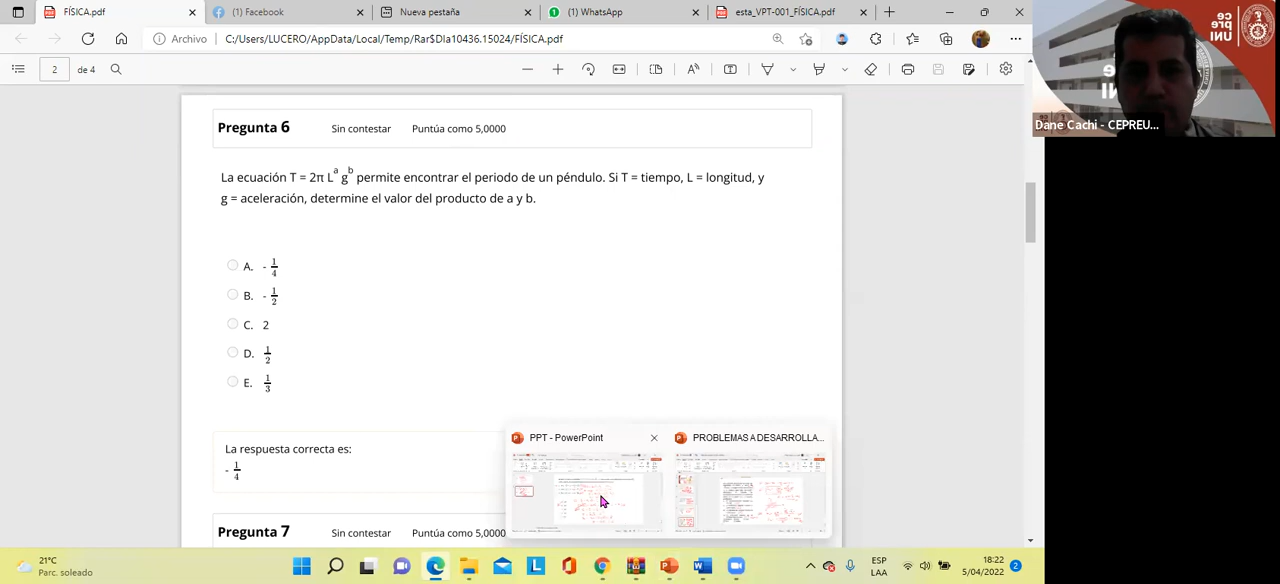 FÍSICA.pdf
(1) Facebook
Nueva pestaña
(1) WhatsApp
esta_VPT-001_FÍSICA.pdf
Archivo
C:/Users/LUCERO/AppData/Local/Temp/Rar$DIa10436.15024/FÍSICA.pdf
2
de 4
Pregunta 6
Sin contestar
Puntúa como 5,0000
La ecuación T = 2π L^a g^b permite encontrar el periodo de un péndulo. Si T = tiempo, L = longitud, y
g = aceleración, determine el valor del producto de a y b.
A. - 1/4
B. - 1/2
C. 2
D. 1/2
E. 1/3
La respuesta correcta es:
- 1/4
Pregunta 7
Sin contestar
Puntúa como 5,0000
PPT - PowerPoint
PROBLEMAS A DESARROLLA...
Dane Cachi - CEPREU...
ce
pre
UNI
21°C
Parc. soleado
ESP
LAA
18:22
5/04/2022
2